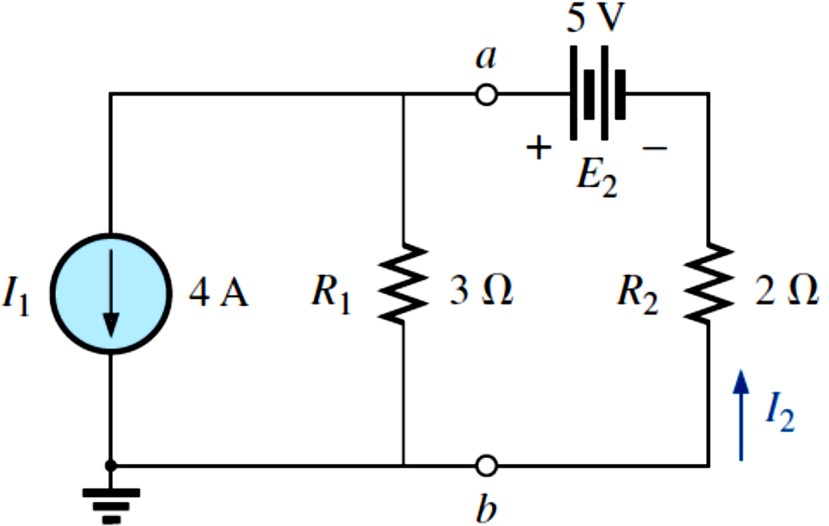 5 V
a
+ −
E2
I1 4 A R1 3 Ω R2 2 Ω
I2
b